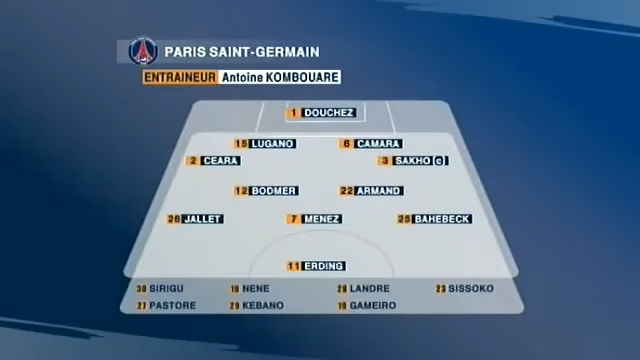 PARIS SAINT-GERMAIN
ENTRAINEUR Antoine KOMBOUARE
1 DOUCHEZ
15 LUGANO 6 CAMARA
2 CEARA 3 SAKHO (c)
12 BODMER 22 ARMAND
26 JALLET 7 MENEZ 25 BAHEBECK
11 ERDING
30 SIRIGU 10 NENE 28 LANDRE 23 SISSOKO
27 PASTORE 29 KEBANO 19 GAMEIRO